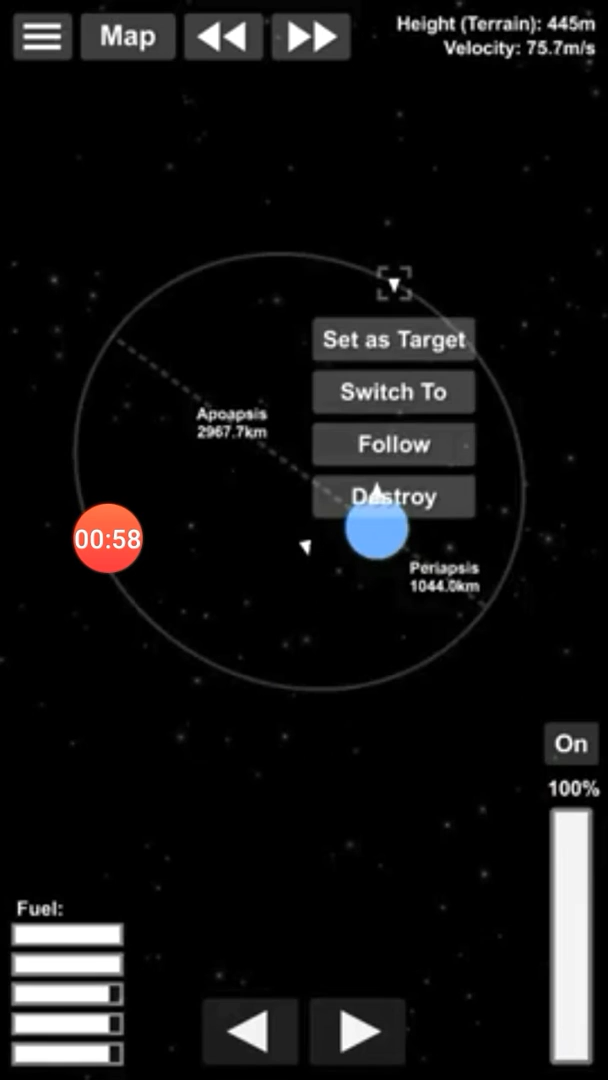 Map
Height (Terrain): 445m
Velocity: 75.7m/s
Set as Target
Switch To
Apoapsis
2967.7km
Follow
Destroy
00:58
Periapsis
1044.0km
On
100%
Fuel: